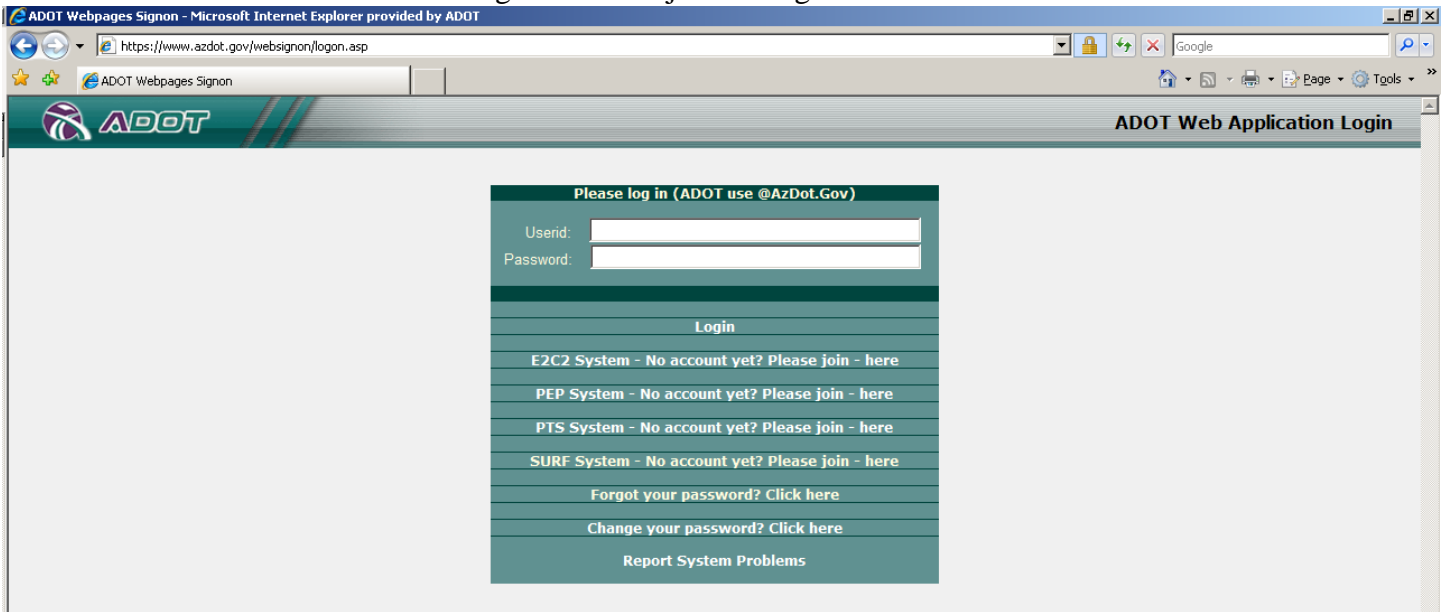 ADOT Webpages Signon - Microsoft Internet Explorer provided by ADOT
https://www.azdot.gov/websignon/logon.asp
Google
ADOT Webpages Signon
Page
Tools
»
ADOT
ADOT Web Application Login
Please log in (ADOT use @AzDot.Gov)
Userid:
Password:
Login
E2C2 System - No account yet? Please join - here
PEP System - No account yet? Please join - here
PTS System - No account yet? Please join - here
SURF System - No account yet? Please join - here
Forgot your password? Click here
Change your password? Click here
Report System Problems